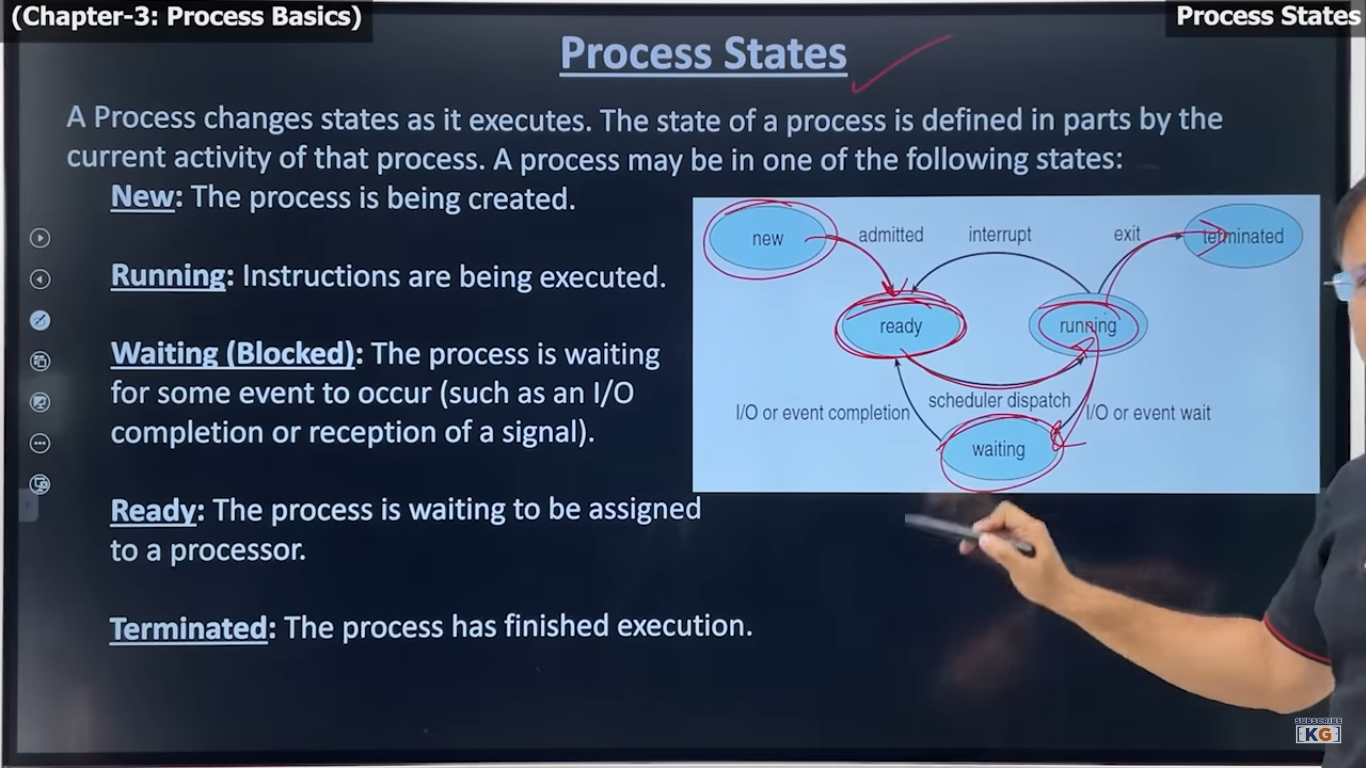 (Chapter-3: Process Basics)
Process States
Process States
A Process changes states as it executes. The state of a process is defined in parts by the
current activity of that process. A process may be in one of the following states:
New: The process is being created.
Running: Instructions are being executed.
Waiting (Blocked): The process is waiting
for some event to occur (such as an I/O
completion or reception of a signal).
Ready: The process is waiting to be assigned
to a processor.
Terminated: The process has finished execution.
new
admitted
interrupt
exit
terminated
ready
running
I/O or event completion
scheduler dispatch
I/O or event wait
waiting
SUBSCRIBE
KG